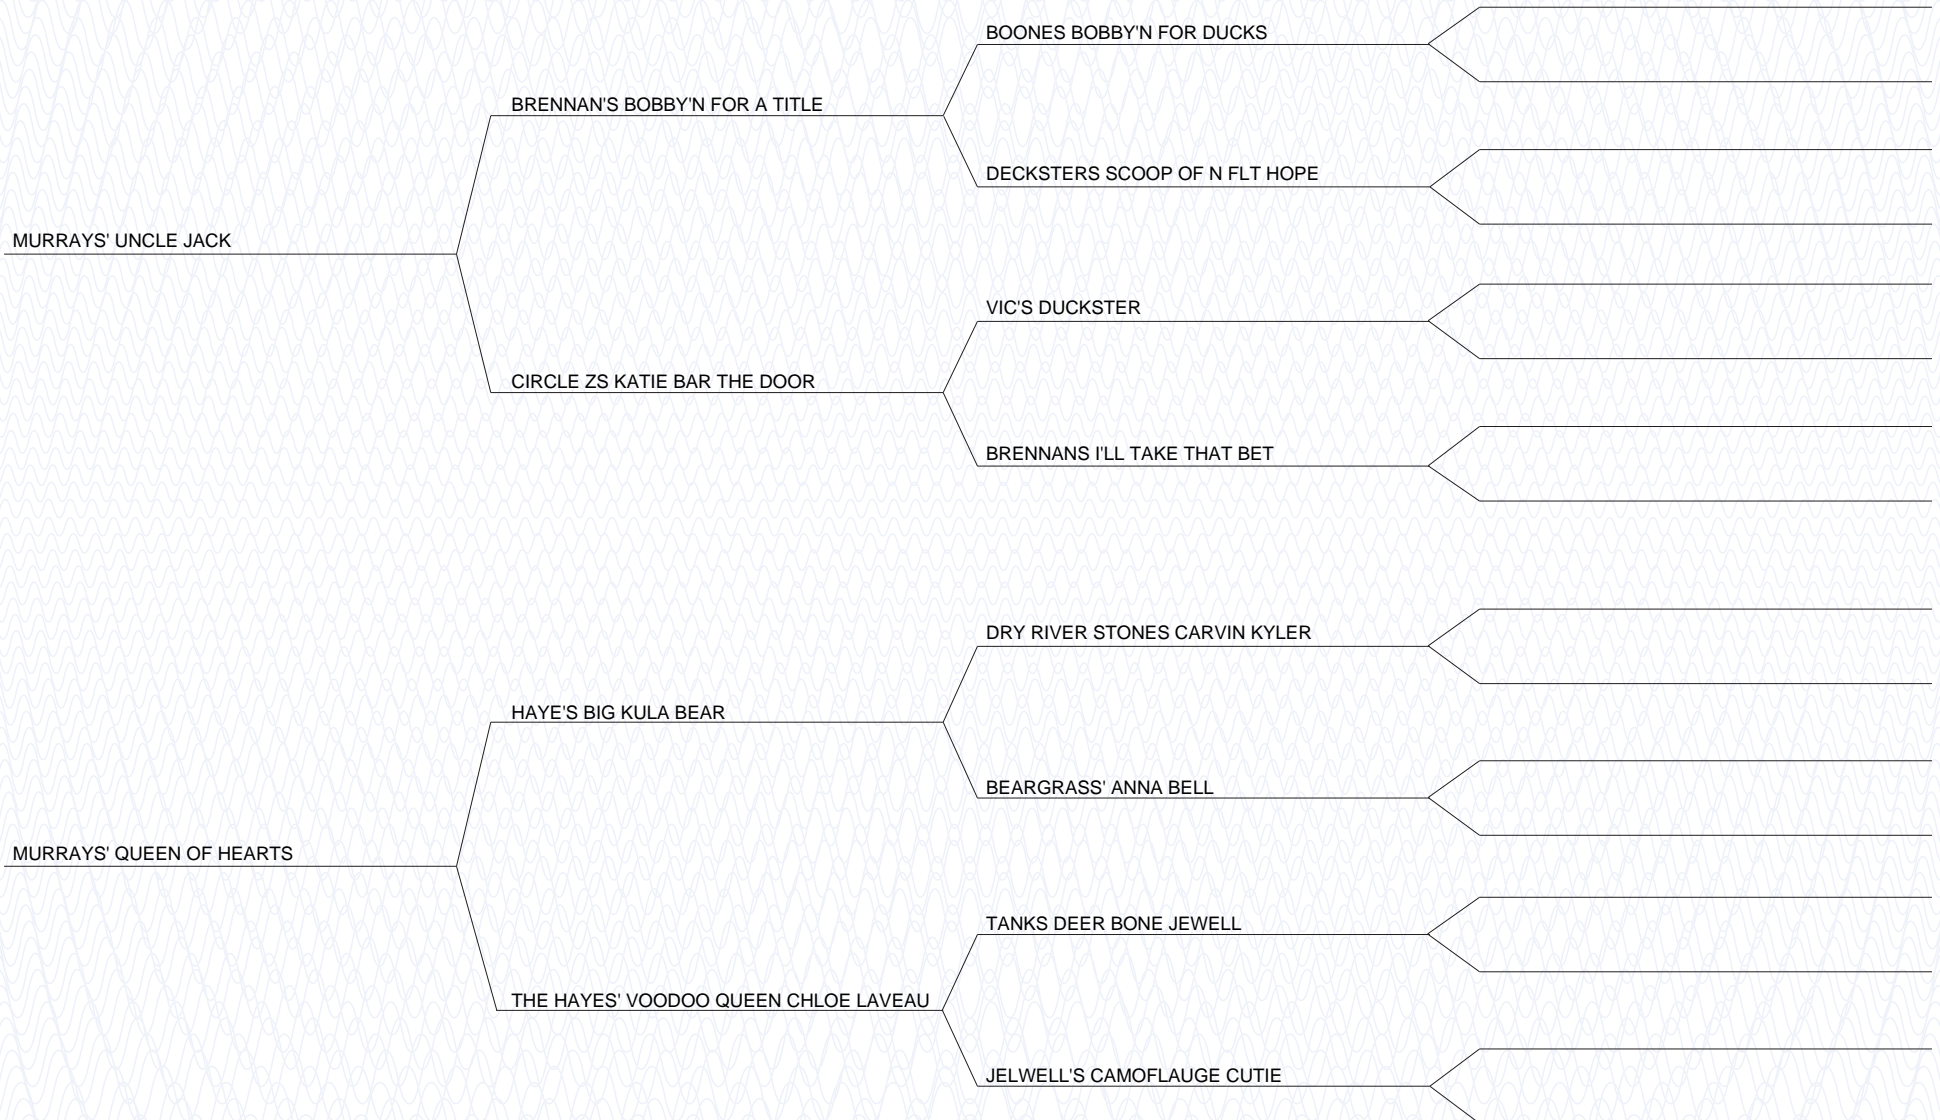 BOONES BOBBY'N FOR DUCKS
BRENNAN'S BOBBY'N FOR A TITLE
DECKSTERS SCOOP OF N FLT HOPE
MURRAYS' UNCLE JACK
VIC'S DUCKSTER
CIRCLE ZS KATIE BAR THE DOOR
BRENNANS I'LL TAKE THAT BET
DRY RIVER STONES CARVIN KYLER
HAYE'S BIG KULA BEAR
BEARGRASS' ANNA BELL
MURRAYS' QUEEN OF HEARTS
TANKS DEER BONE JEWELL
THE HAYES' VOODOO QUEEN CHLOE LAVEAU
JELWELL'S CAMOFLAUGE CUTIE